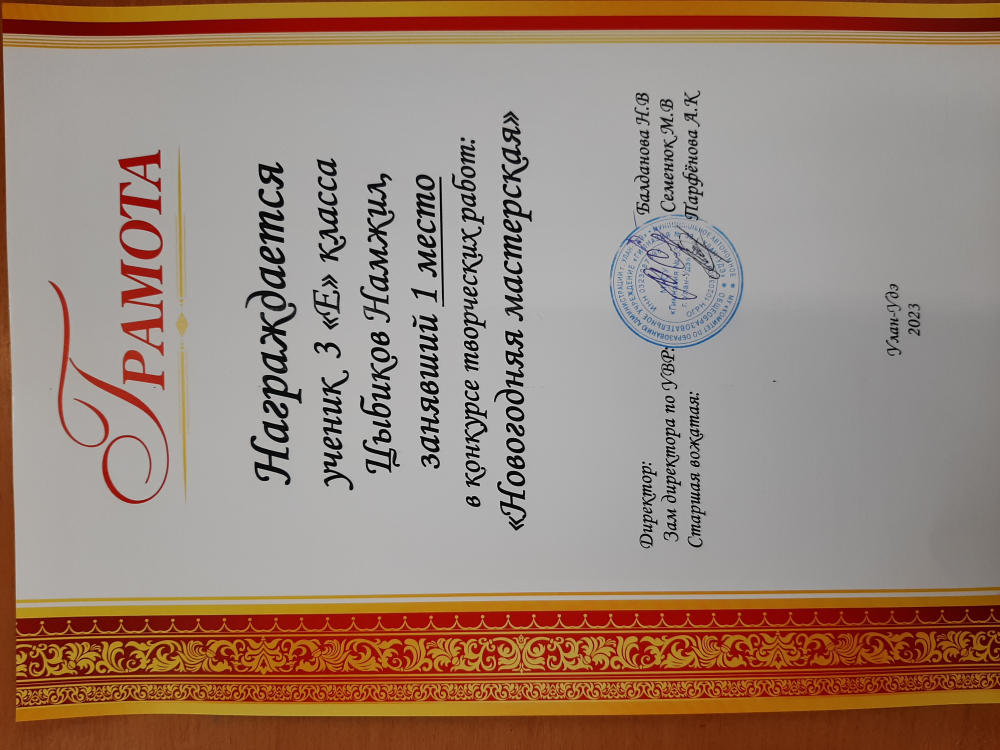 ГРАМОТА
Награждается
ученик 3 «Е» класса
Цыбиков Намжил,
занявший 1 место
в конкурсе творческих работ:
«Новогодняя мастерская»
Директор: Балданова Н.В
Зам директора по УВР: Семенюк М.В
Старшая вожатая: Парфёнова А.К
Улан-Удэ
2023